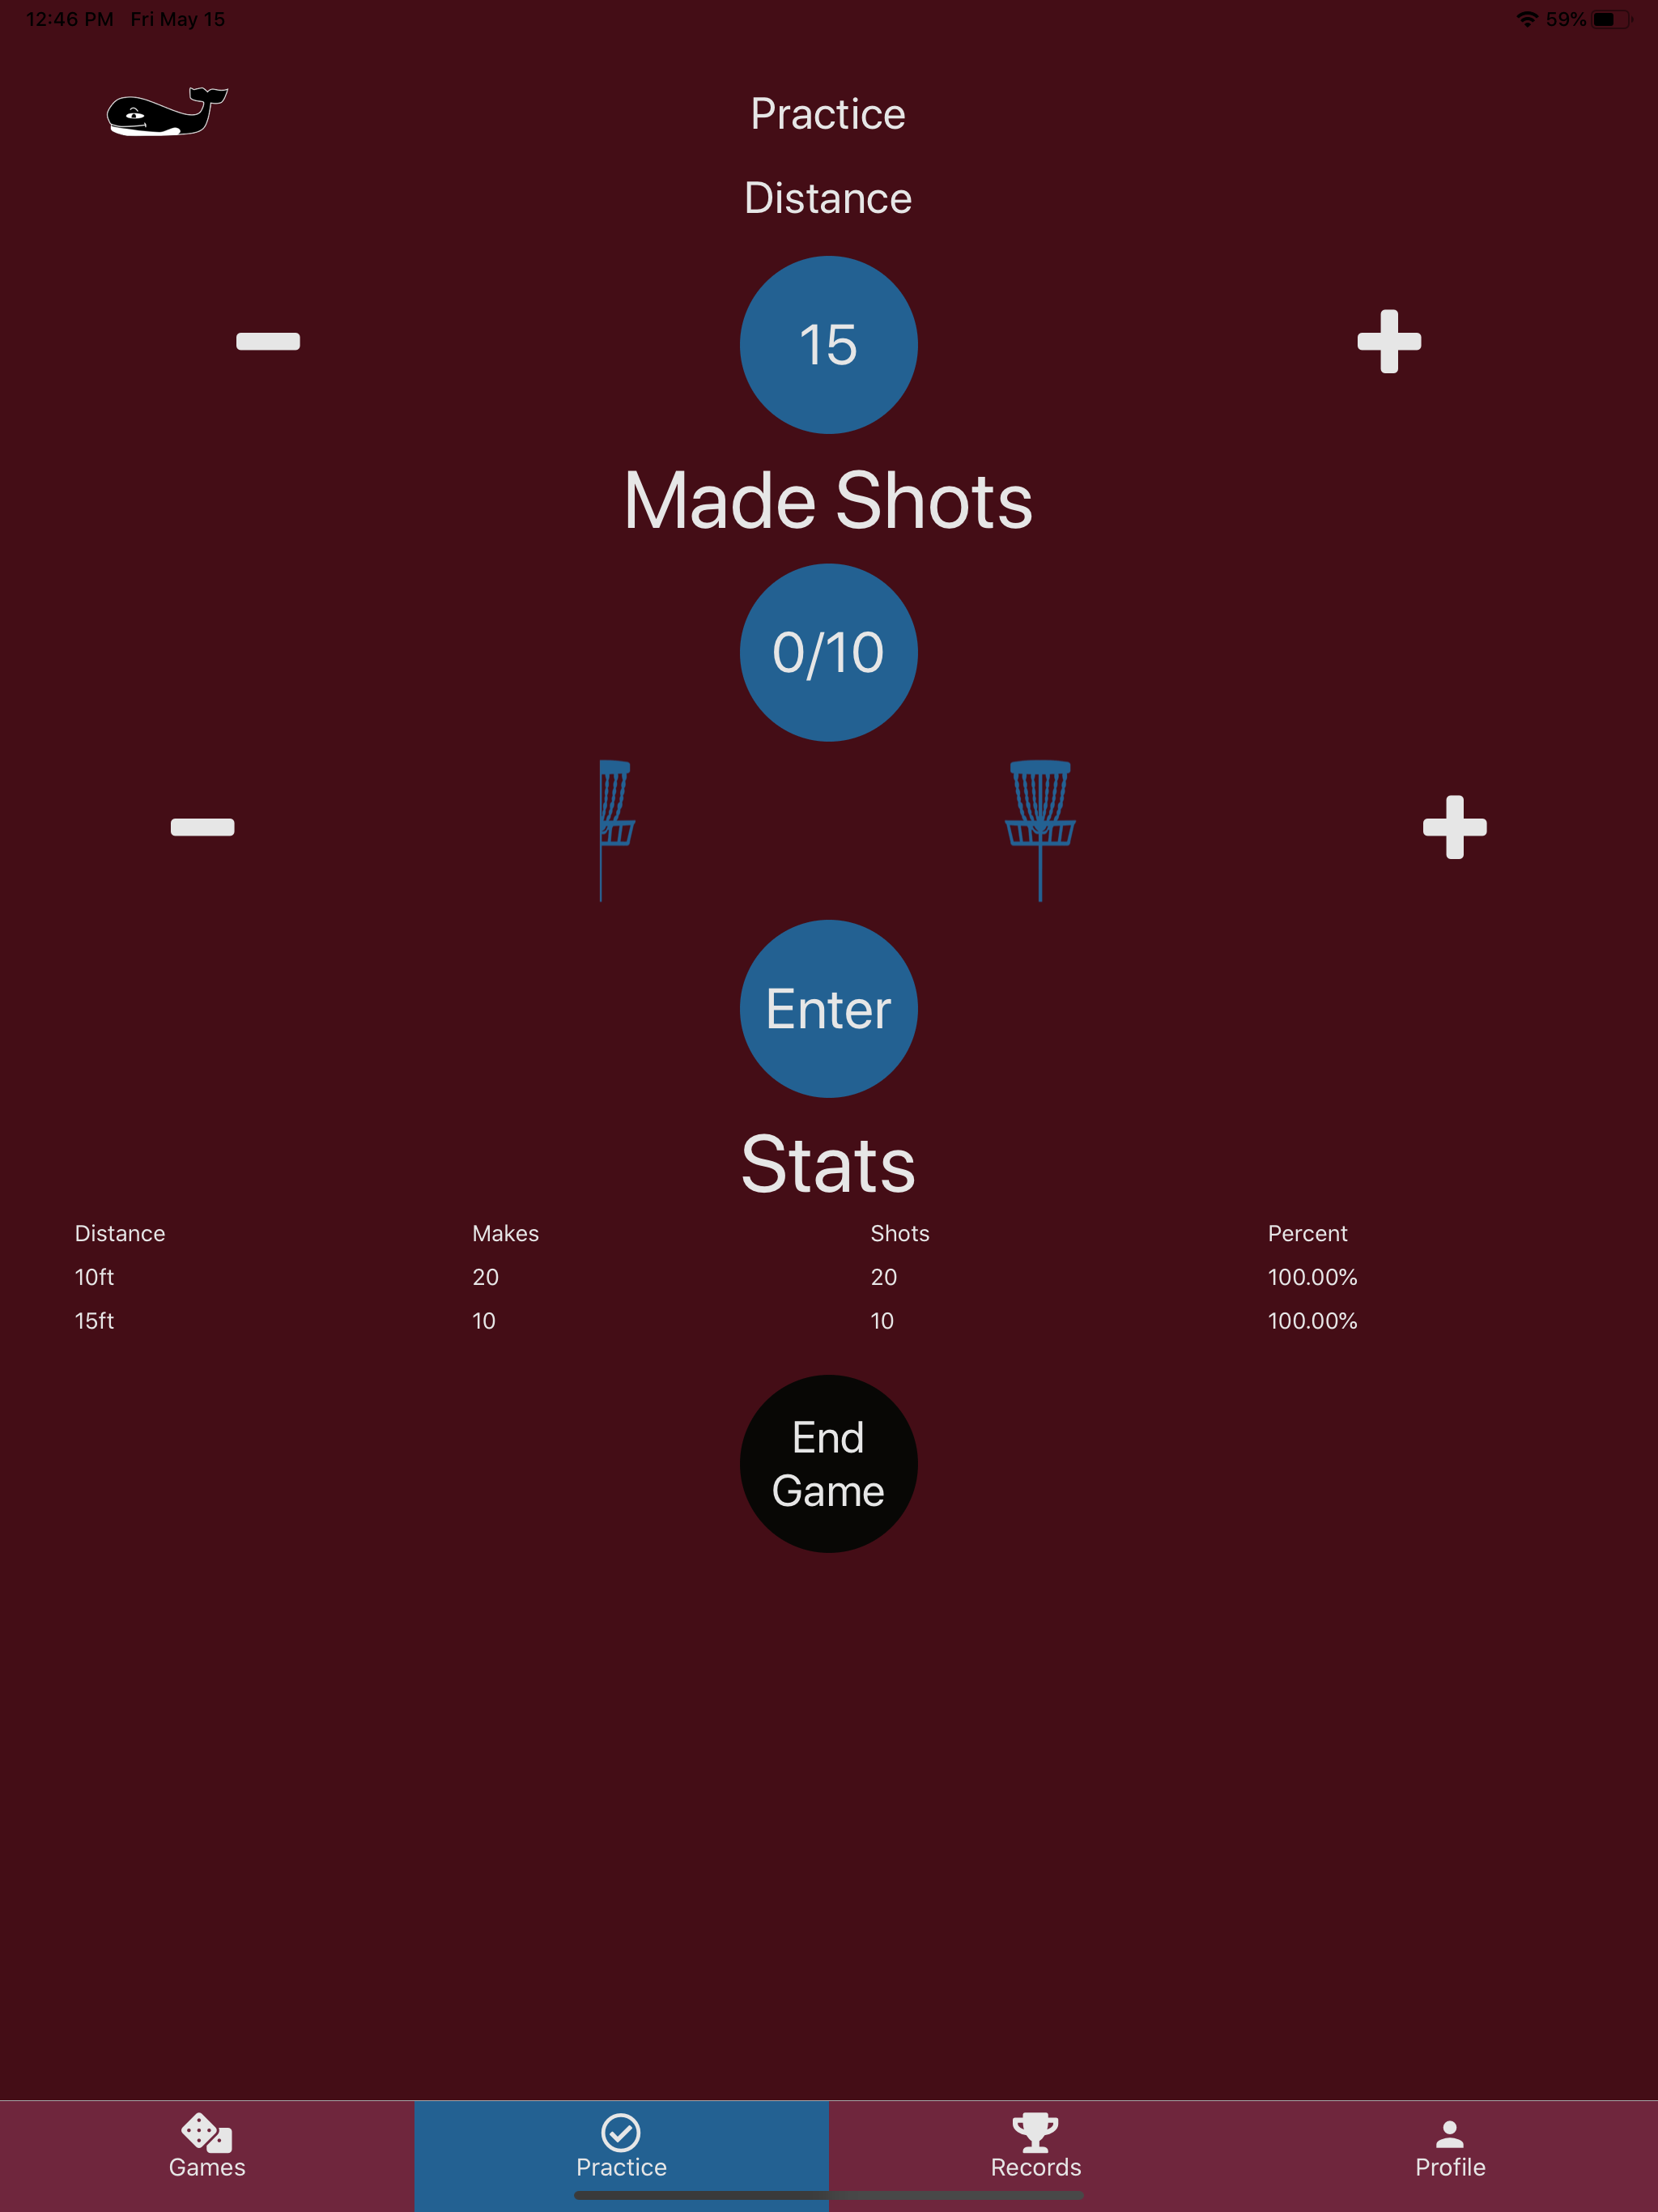 12:46 PM Fri May 15 59%
Practice
Distance
15
Made Shots
0/10
Enter
Stats
Distance Makes Shots Percent
10ft 20 20 100.00%
15ft 10 10 100.00%
End
Game
Games Practice Records Profile